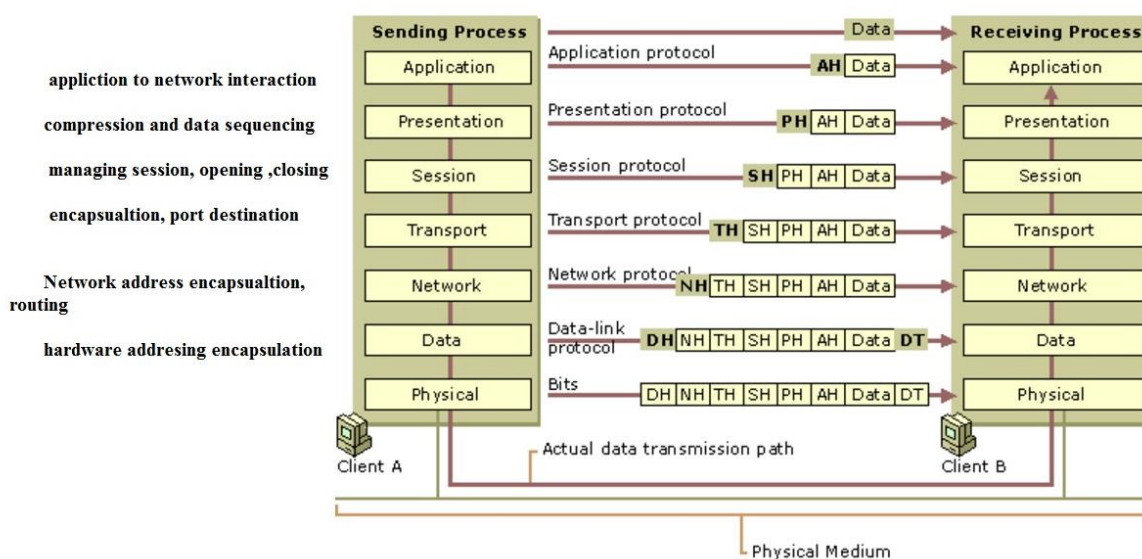 Sending Process
Data
Receiving Process
Application protocol
appliction to network interaction
Application
AH Data
Application
Presentation protocol
compression and data sequencing
Presentation
PH AH Data
Presentation
Session protocol
managing session, opening ,closing
Session
SH PH AH Data
Session
encapsualtion, port destination
Transport protocol
Transport
TH SH PH AH Data
Transport
Network address encapsualtion,
routing
Network protocol
Network
NH TH SH PH AH Data
Network
hardware addresing encapsulation
Data-link
protocol
Data
DH NH TH SH PH AH Data DT
Data
Bits
Physical
DH NH TH SH PH AH Data DT
Physical
Client A
Actual data transmission path
Client B
Physical Medium